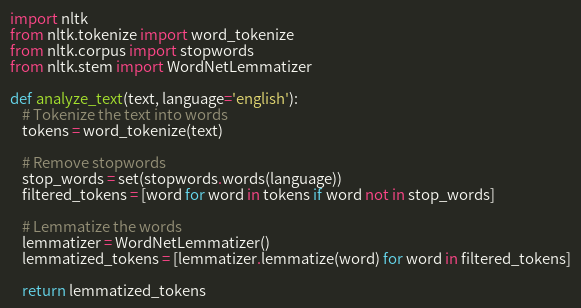 import nltk
from nltk.tokenize import word_tokenize
from nltk.corpus import stopwords
from nltk.stem import WordNetLemmatizer

def analyze_text(text, language='english'):
    # Tokenize the text into words
    tokens = word_tokenize(text)

    # Remove stopwords
    stop_words = set(stopwords.words(language))
    filtered_tokens = [word for word in tokens if word not in stop_words]

    # Lemmatize the words
    lemmatizer = WordNetLemmatizer()
    lemmatized_tokens = [lemmatizer.lemmatize(word) for word in filtered_tokens]

    return lemmatized_tokens